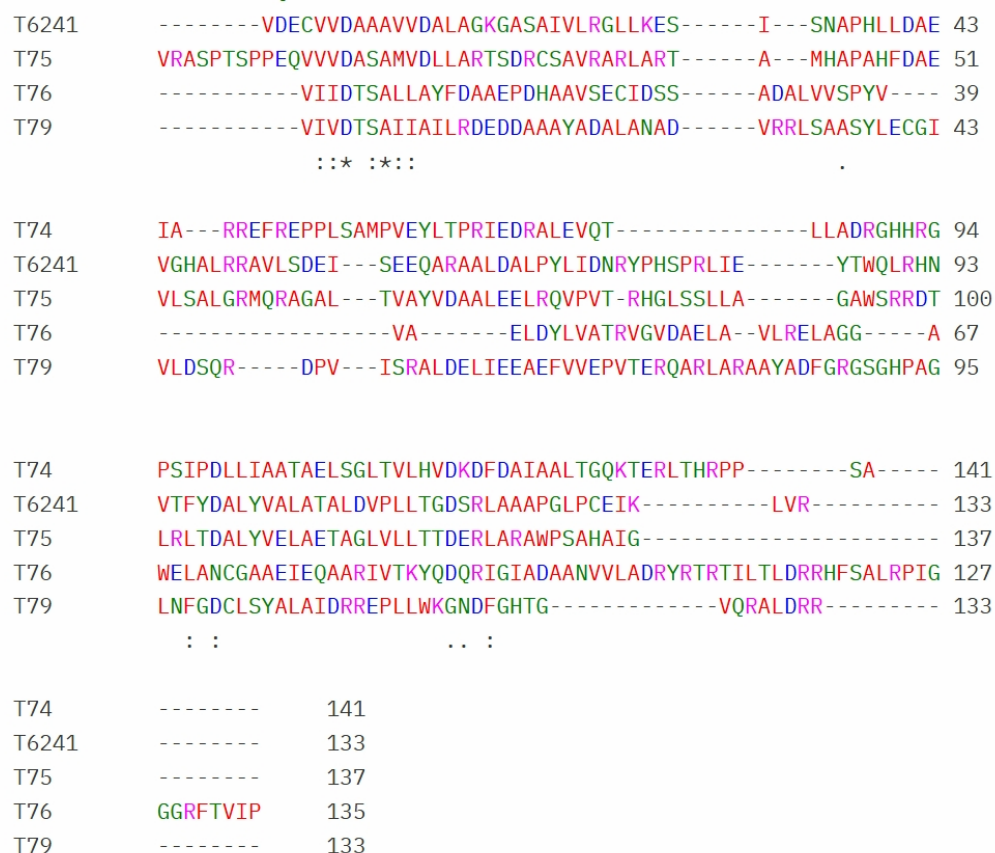 T6241 --------VDECVVDAAAVVDALAGKGASAIVLRGLLKES------I---SNAPHLLDAE 43
T75 VRASPTSPPEQVVVDASAMVDLLARTSDRCSAVRARLART------A---MHAPAHFDAE 51
T76 -----------VIIDTSALLAYFDAAEPDHAAVSECIDSS------ADALVVSPYV---- 39
T79 -----------VIVDTSAIIAILRDEDDAAAYADALANAD------VRRLSAASYLECGI 43
::* :*:: .
T74 IA---RREFREPPLSAMPVEYLTPRIEDRALEVQT---------------LLADRGHHRG 94
T6241 VGHALRRAVLSDEI---SEEQARAALDALPYLIDNRYPHSPRLIE-------YTWQLRHN 93
T75 VLSALGRMQRAGAL---TVAYVDAALEELRQVPVT-RHGLSSLLA-------GAWSRRDT 100
T76 ------------------VA-------ELDYLVATRVGVDAELA--VLRELAGG-----A 67
T79 VLDSQR-----DPV---ISRALDELIEEAEFVVEPVTERQARLARAAYADFGRGSGHPAG 95
T74 PSIPDLLIAATAELSGLTVLHVDKDFDAIAALTGQKTERLTHRPP--------SA----- 141
T6241 VTFYDALYVALATALDVPLLTGDSRLAAAPGLPCEIK----------LVR---------- 133
T75 LRLTDALYVELAETAGLVLLTTDERLARAWPSAHAIG----------------------- 137
T76 WELANCGAAEIEQAARIVTKYQDQRIGIADAANVVLADRYRTRTILTLDRRHFSALRPIG 127
T79 LNFGDCLSYALAIDRREPLLWKGNDFGHTG-------------VQRALDRR--------- 133
: : .. :
T74 -------- 141
T6241 -------- 133
T75 -------- 137
T76 GGRFTVIP 135
T79 -------- 133